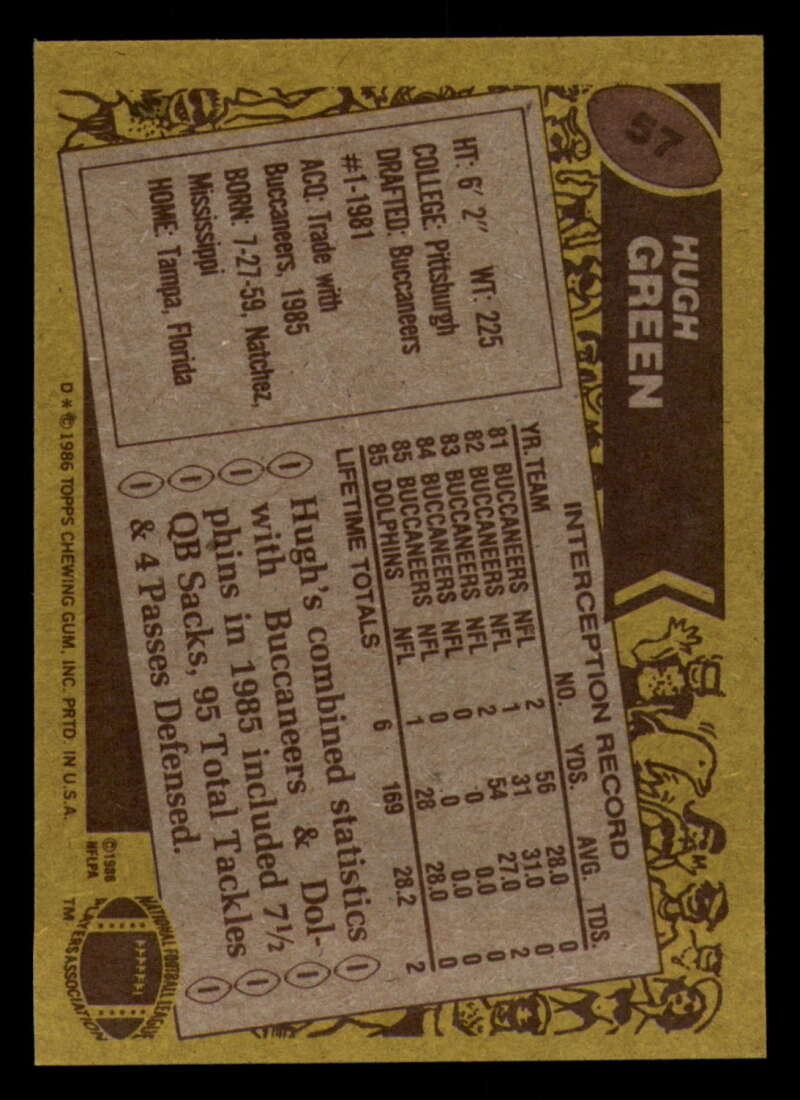 57
HUGH
GREEN
HT: 6' 2" WT: 225
COLLEGE: Pittsburgh
DRAFTED: Buccaneers
#1-1981
ACQ: Trade with
Buccaneers, 1985
BORN: 7-27-59, Natchez,
Mississippi
HOME: Tampa, Florida
INTERCEPTION RECORD
YR. TEAM NO. YDS. AVG. TDS.
81 BUCCANEERS NFL 2 56 28.0 0
82 BUCCANEERS NFL 1 31 31.0 0
83 BUCCANEERS NFL 2 54 27.0 2
84 BUCCANEERS NFL 0 0 0.0 0
85 BUCCANEERS NFL 0 0 0.0 0
85 DOLPHINS NFL 1 28 28.0 0
LIFETIME TOTALS 6 169 28.2 2
Hugh's combined statistics
with Buccaneers & Dol-
phins in 1985 included 7½
QB Sacks, 95 Total Tackles
& 4 Passes Defensed.
D * © 1986 TOPPS CHEWING GUM, INC. PRTD. IN U.S.A.
© 1986
NFLPA
NATIONAL FOOTBALL LEAGUE
PLAYERS ASSOCIATION
TM